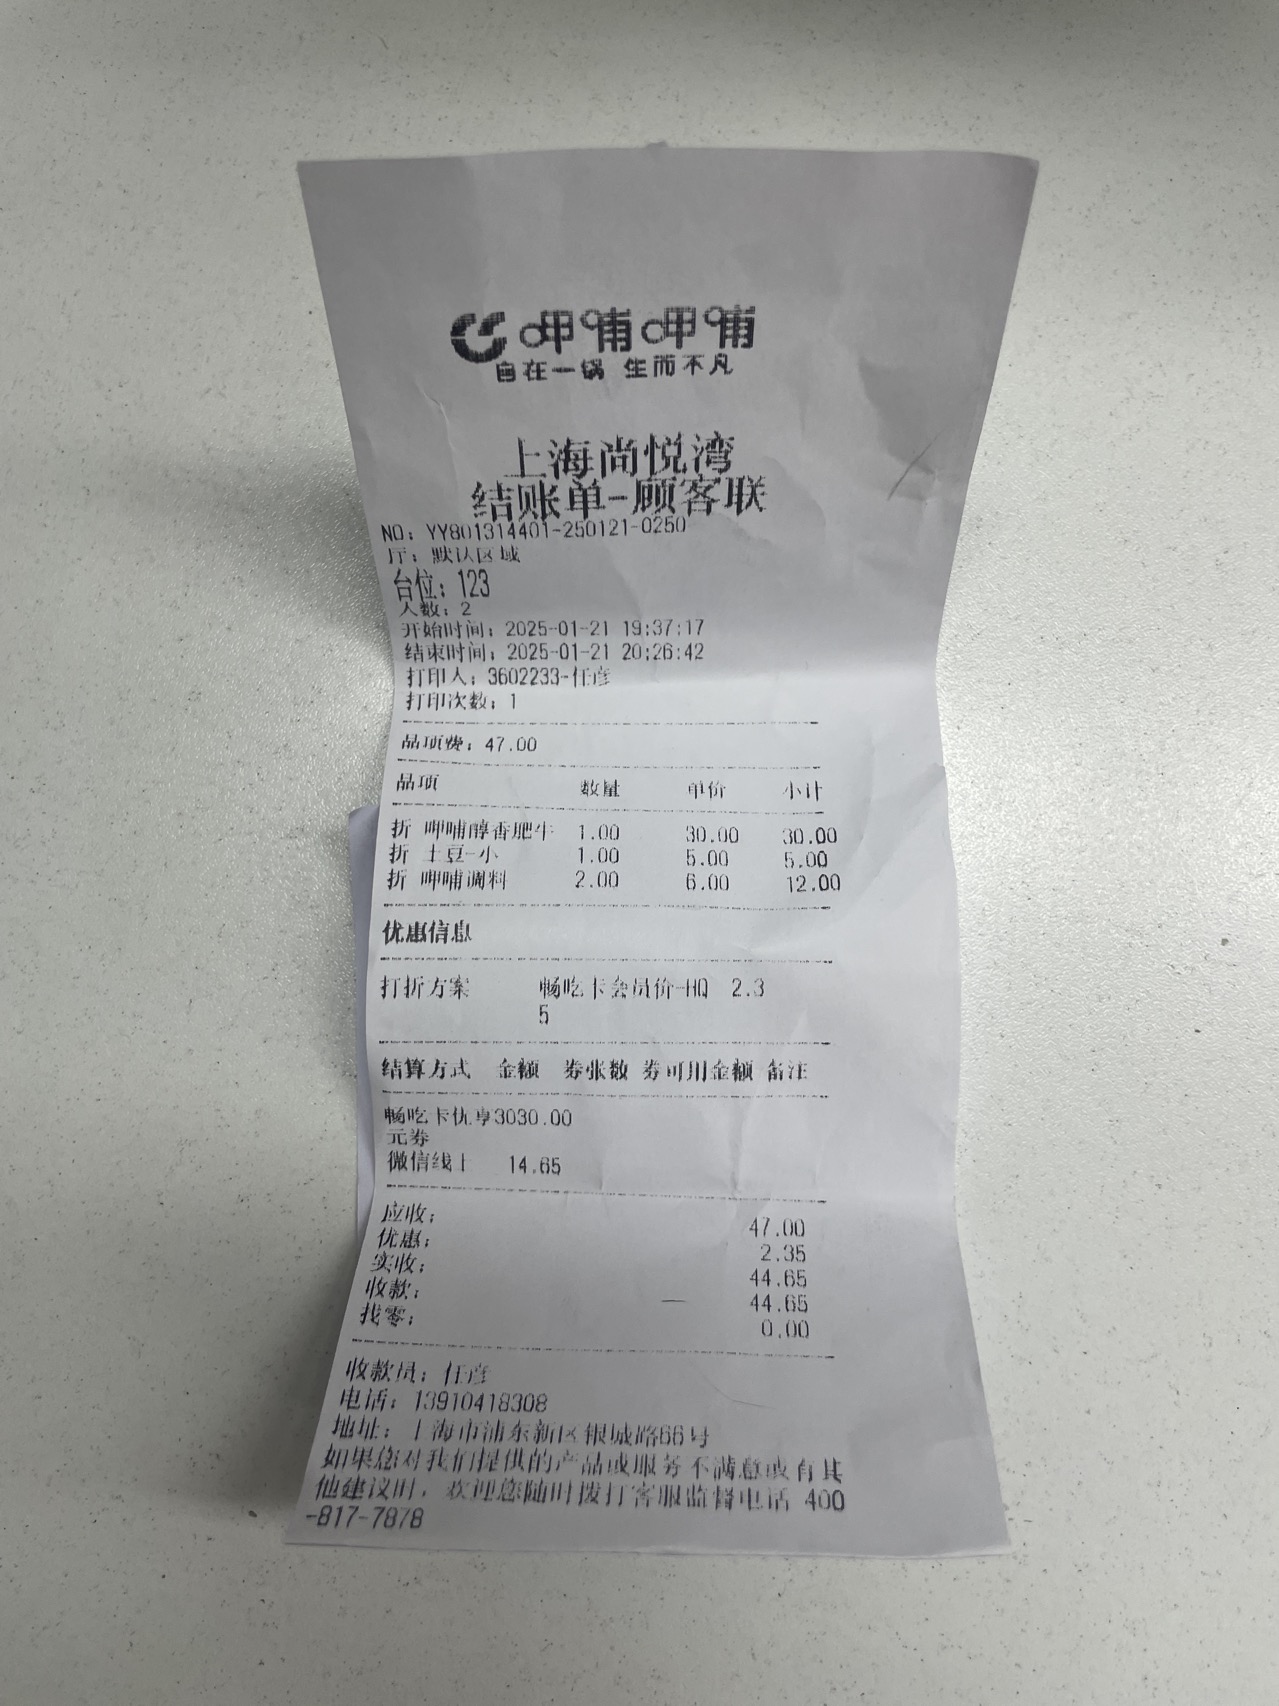 呷哺呷哺
自在一锅 生而不凡
上海尚悦湾
结账单-顾客联
NO: YY801314401-250121-0250
厅: 默认区域
台位: 123
人数: 2
开始时间: 2025-01-21 19:37:17
结束时间: 2025-01-21 20:26:42
打印人: 3602233-任彦
打印次数: 1
品项费: 47.00
品项 数量 单价 小计
折 呷哺醇香肥牛 1.00 30.00 30.00
折 土豆-小 1.00 5.00 5.00
折 呷哺调料 2.00 6.00 12.00
优惠信息
打折方案 畅吃卡会员价-HQ 2.3
5
结算方式 金额 券张数 券可用金额 备注
畅吃卡优享3030.00
元券
微信线上 14.65
应收: 47.00
优惠: 2.35
实收: 44.65
收款: 44.65
找零: 0.00
收款员: 任彦
电话: 13910418308
地址: 上海市浦东新区银城路66号
如果您对我们提供的产品或服务不满意或有其
他建议时, 欢迎您随时拨打客服监督电话 400
-817-7878